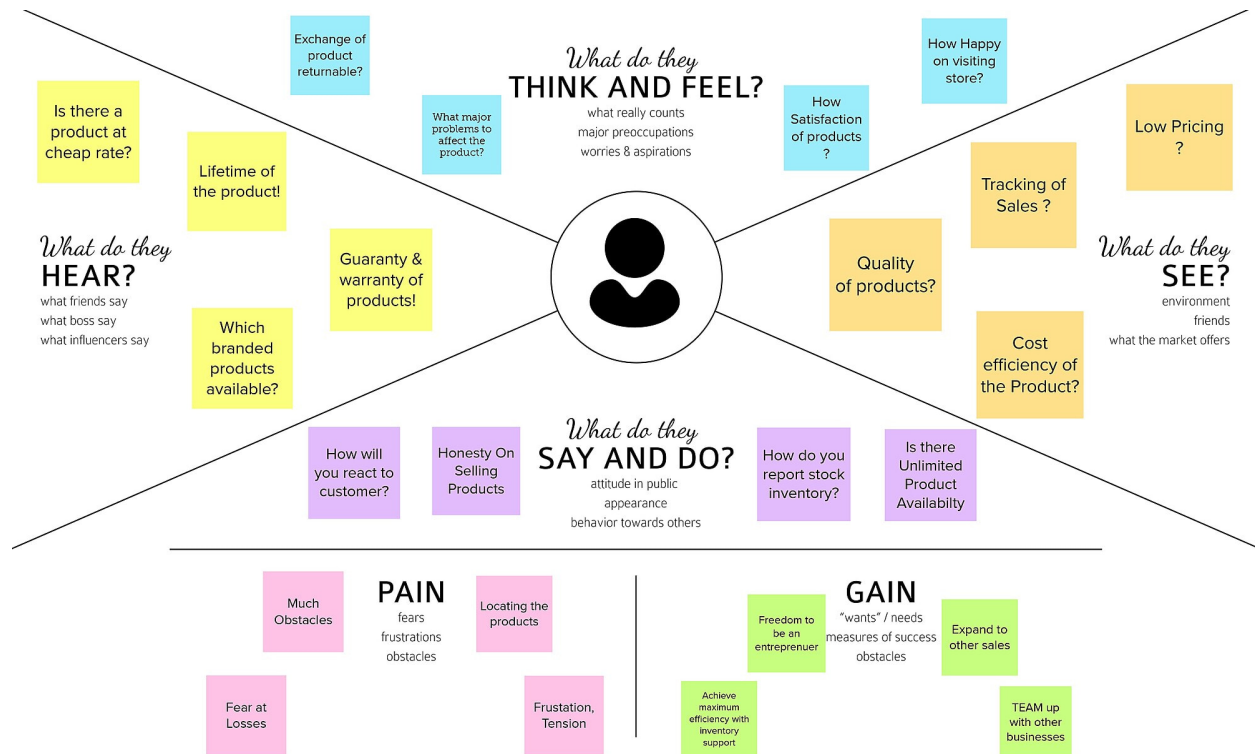 What do they
THINK AND FEEL?
what really counts
major preoccupations
worries & aspirations
Exchange of
product
returnable?
What major
problems to
affect the
product?
How
Satisfaction
of products
?
How Happy
on visiting
store?
Is there a
product at
cheap rate?
Lifetime of
the product!
Guaranty &
warranty of
products!
Which
branded
products
available?
What do they
HEAR?
what friends say
what boss say
what influencers say
Low Pricing
?
Tracking of
Sales ?
Quality
of products?
Cost
efficiency of
the Product?
What do they
SEE?
environment
friends
what the market offers
How will
you react to
customer?
Honesty On
Selling
Products
What do they
SAY AND DO?
attitude in public
appearance
behavior towards others
How do you
report stock
inventory?
Is there
Unlimited
Product
Availabilty
PAIN
fears
frustrations
obstacles
Much
Obstacles
Locating the
products
Fear at
Losses
Frustation,
Tension
GAIN
"wants" / needs
measures of success
obstacles
Freedom to
be an
entreprenuer
Expand to
other sales
Achieve
maximum
efficiency with
inventory
support
TEAM up
with other
businesses